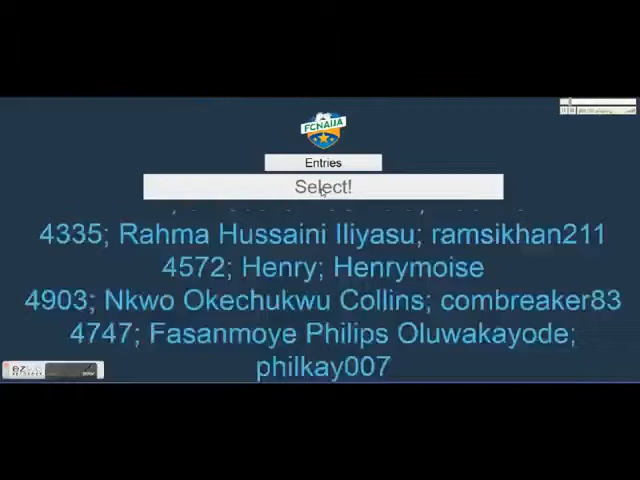 FCNAIJA
Entries
Select!
4335; Rahma Hussaini Iliyasu; ramsikhan211
4572; Henry; Henrymoise
4903; Nkwo Okechukwu Collins; combreaker83
4747; Fasanmoye Philips Oluwakayode;
philkay007
ez